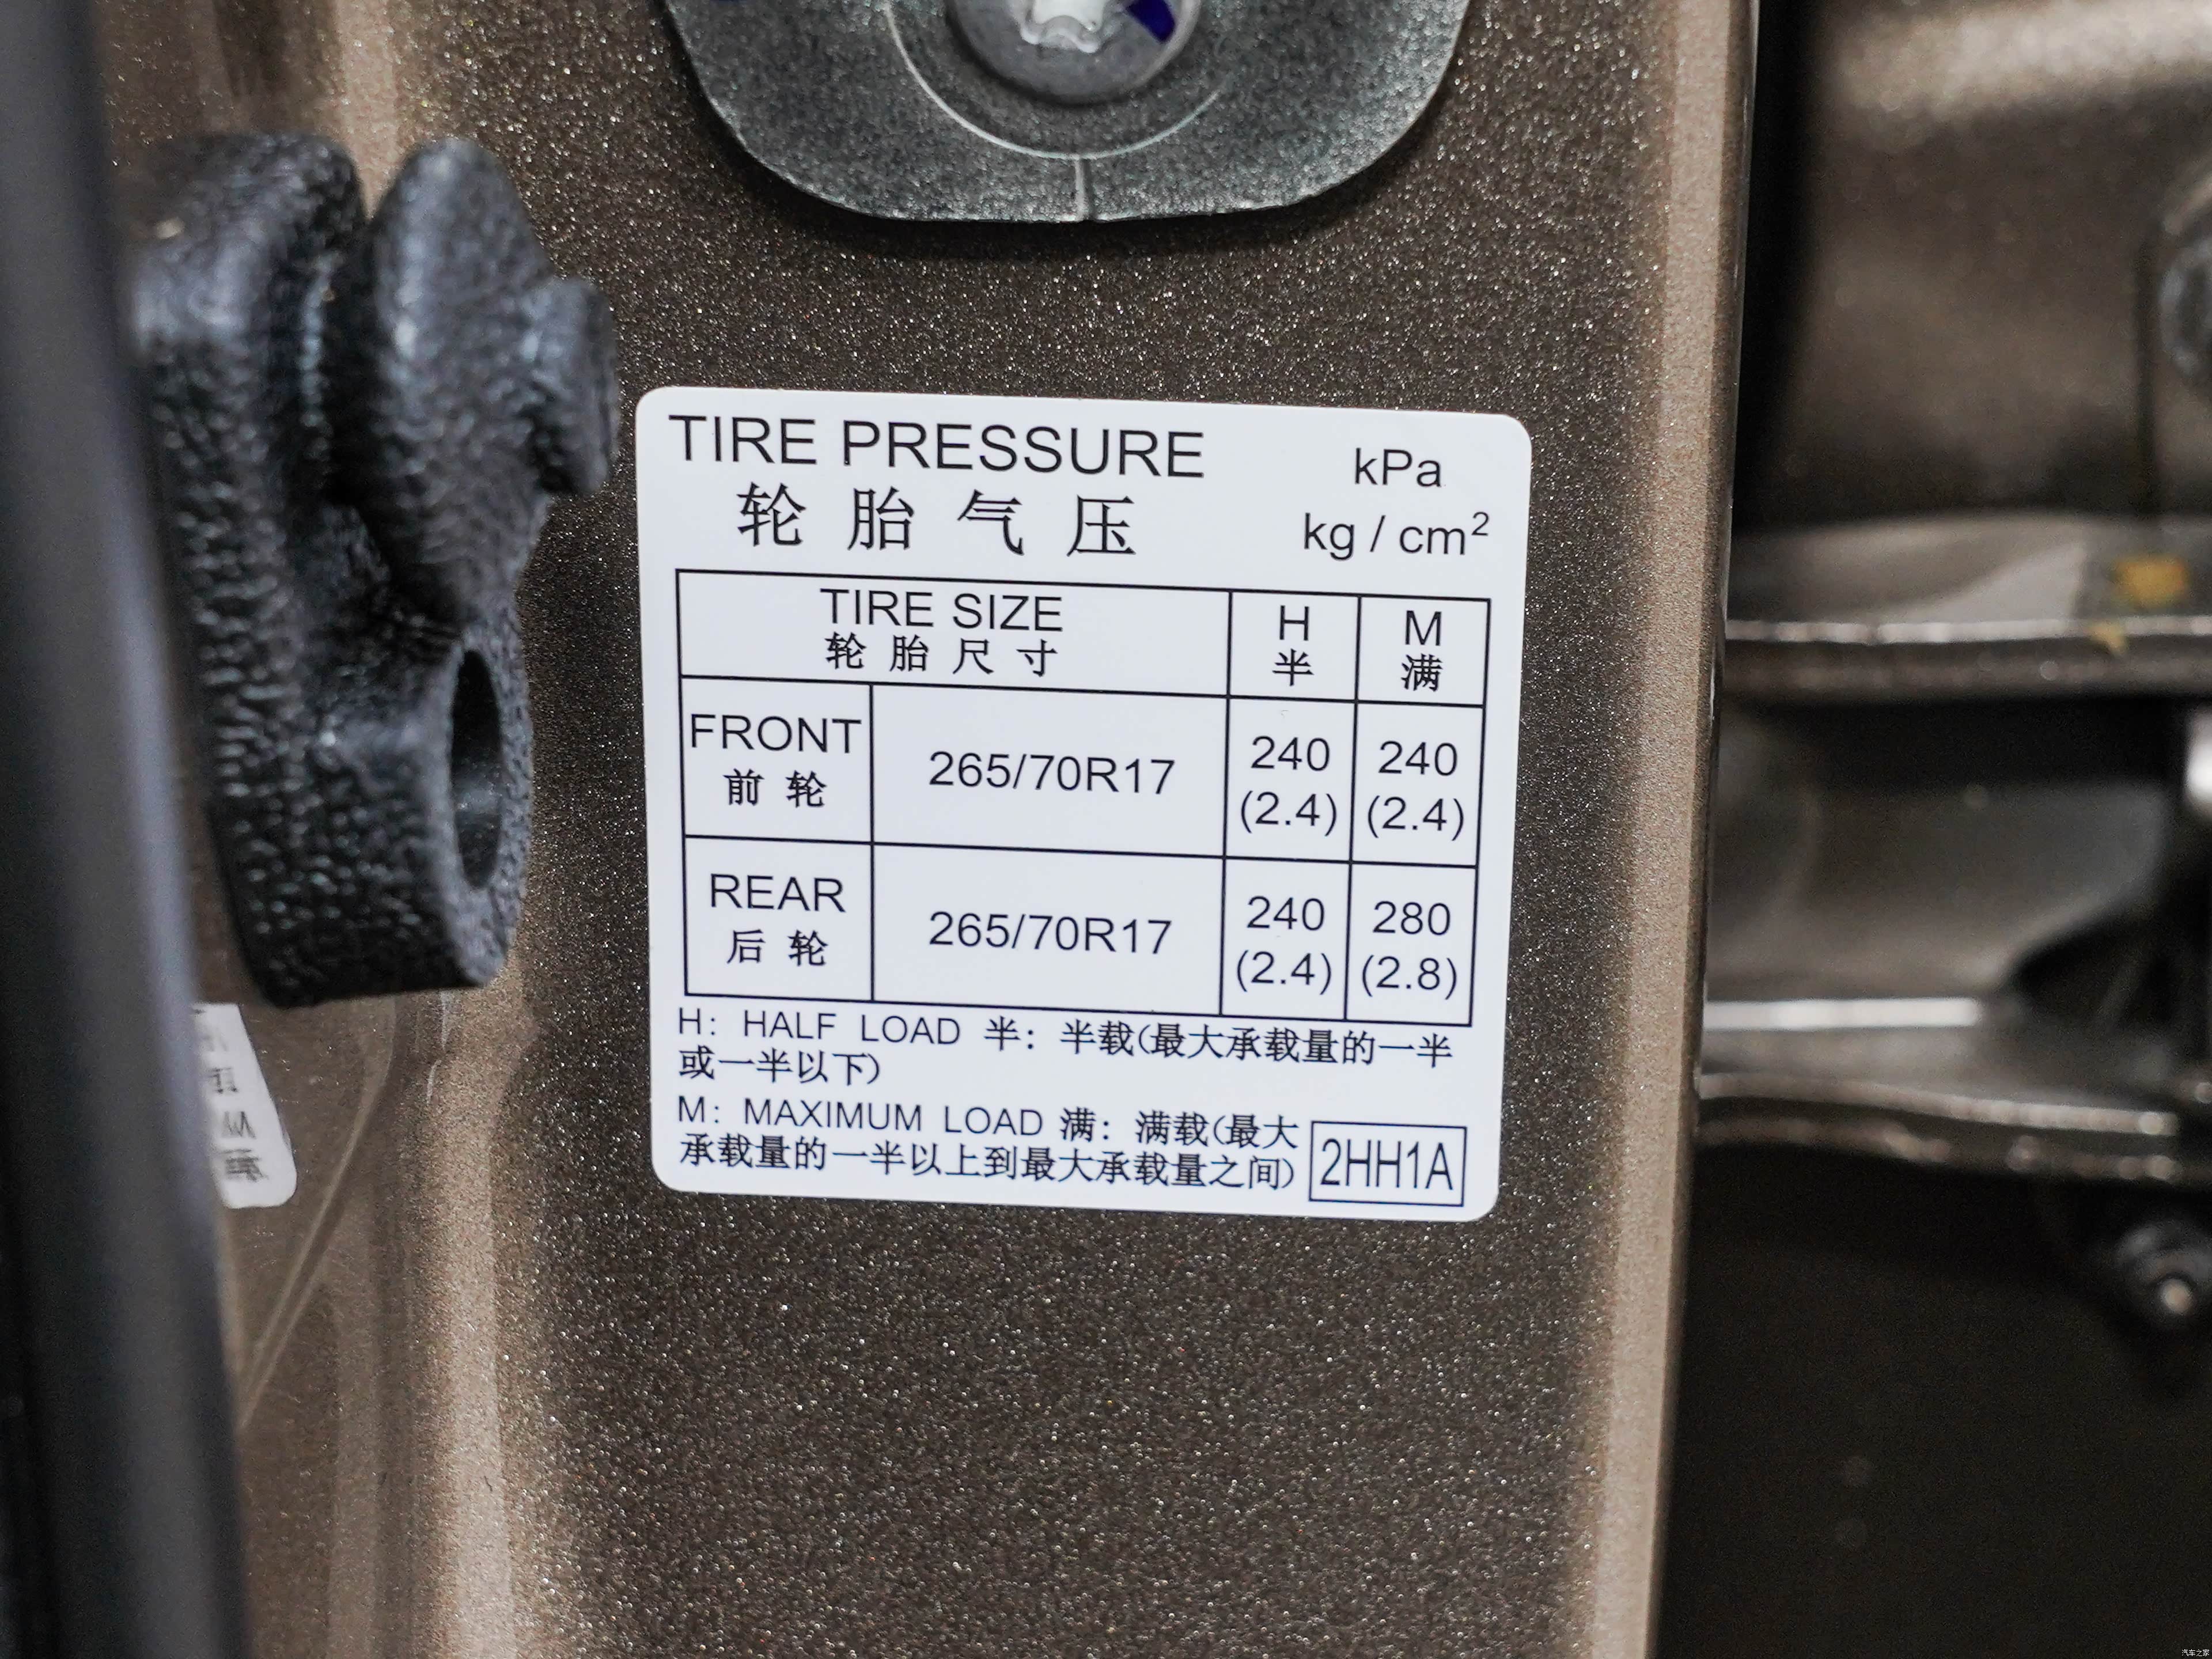 TIRE PRESSURE kPa
轮胎气压 kg/cm²
TIRE SIZE H M
轮胎尺寸 半 满
FRONT 265/70R17 240 240
前轮 (2.4) (2.4)
REAR 265/70R17 240 280
后轮 (2.4) (2.8)
H: HALF LOAD 半: 半载(最大承载量的一半
或一半以下)
M: MAXIMUM LOAD 满: 满载(最大
承载量的一半以上到最大承载量之间) 2HH1A
汽车之家